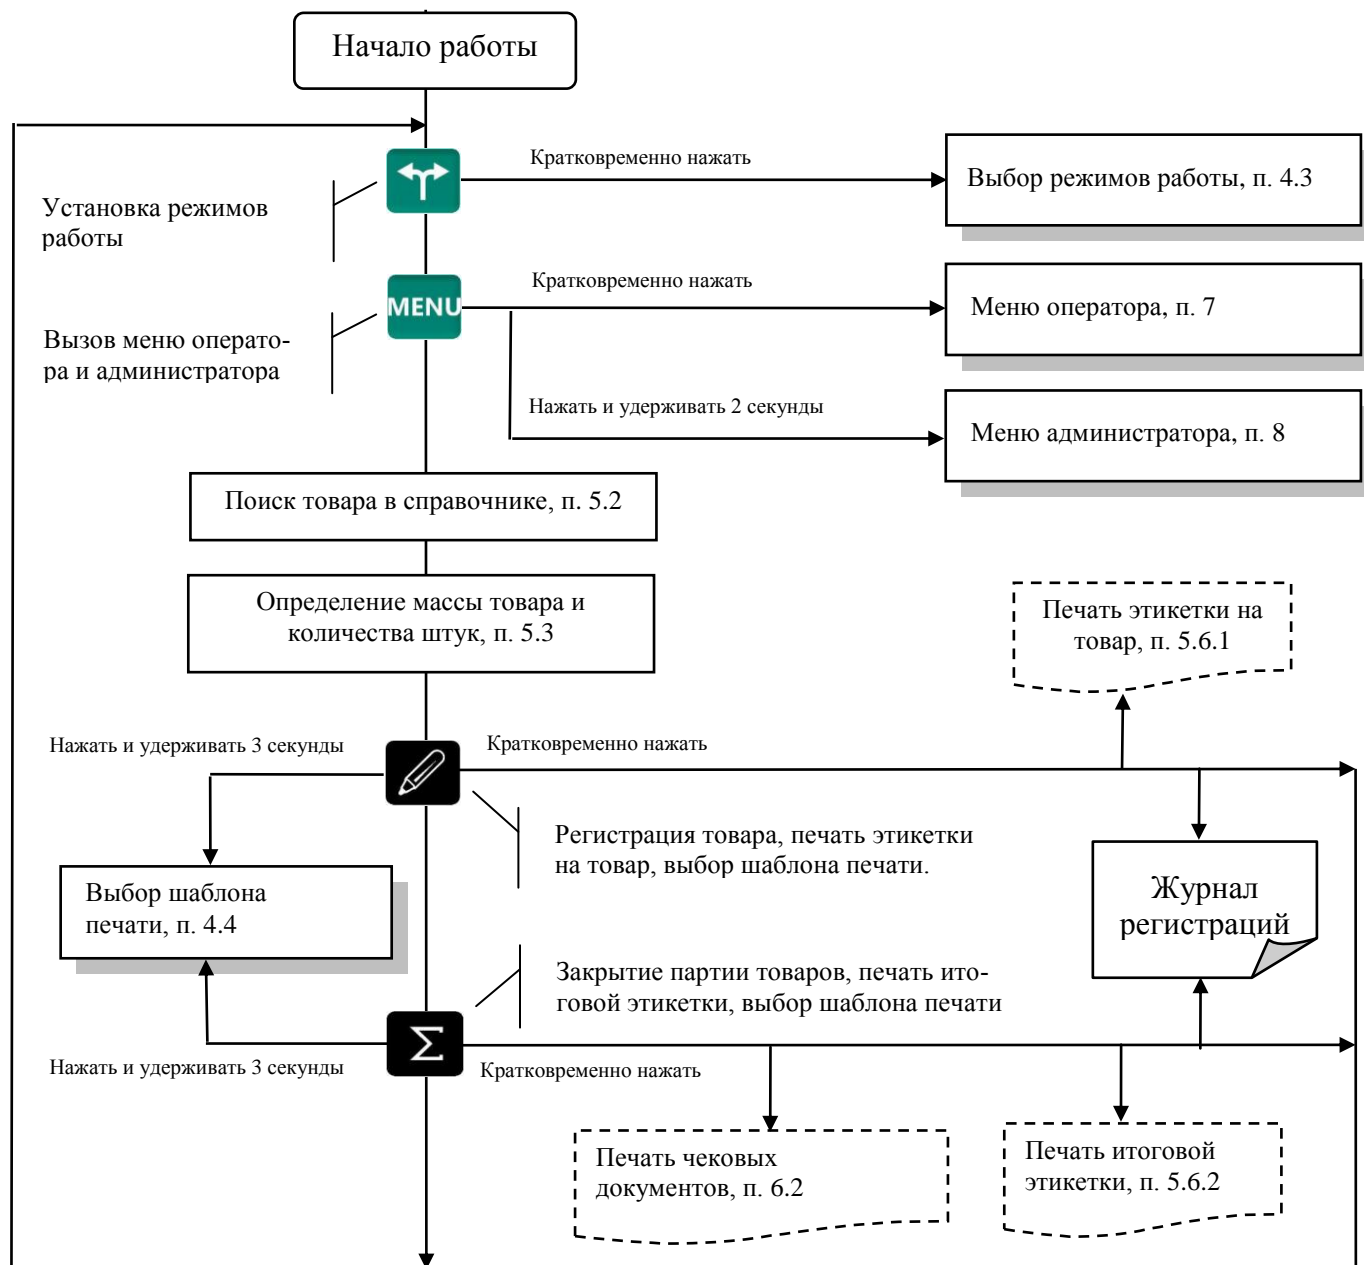 Начало работы
Кратковременно нажать
Выбор режимов работы, п. 4.3
Установка режимов
работы
Кратковременно нажать
MENU
Меню оператора, п. 7
Вызов меню операто-
ра и администратора
Нажать и удерживать 2 секунды
Меню администратора, п. 8
Поиск товара в справочнике, п. 5.2
Определение массы товара и
количества штук, п. 5.3
Печать этикетки на
товар, п. 5.6.1
Нажать и удерживать 3 секунды
Кратковременно нажать
Регистрация товара, печать этикетки
на товар, выбор шаблона печати.
Выбор шаблона
печати, п. 4.4
Журнал
регистраций
Закрытие партии товаров, печать ито-
говой этикетки, выбор шаблона печати
Σ
Нажать и удерживать 3 секунды
Кратковременно нажать
Печать чековых
документов, п. 6.2
Печать итоговой
этикетки, п. 5.6.2